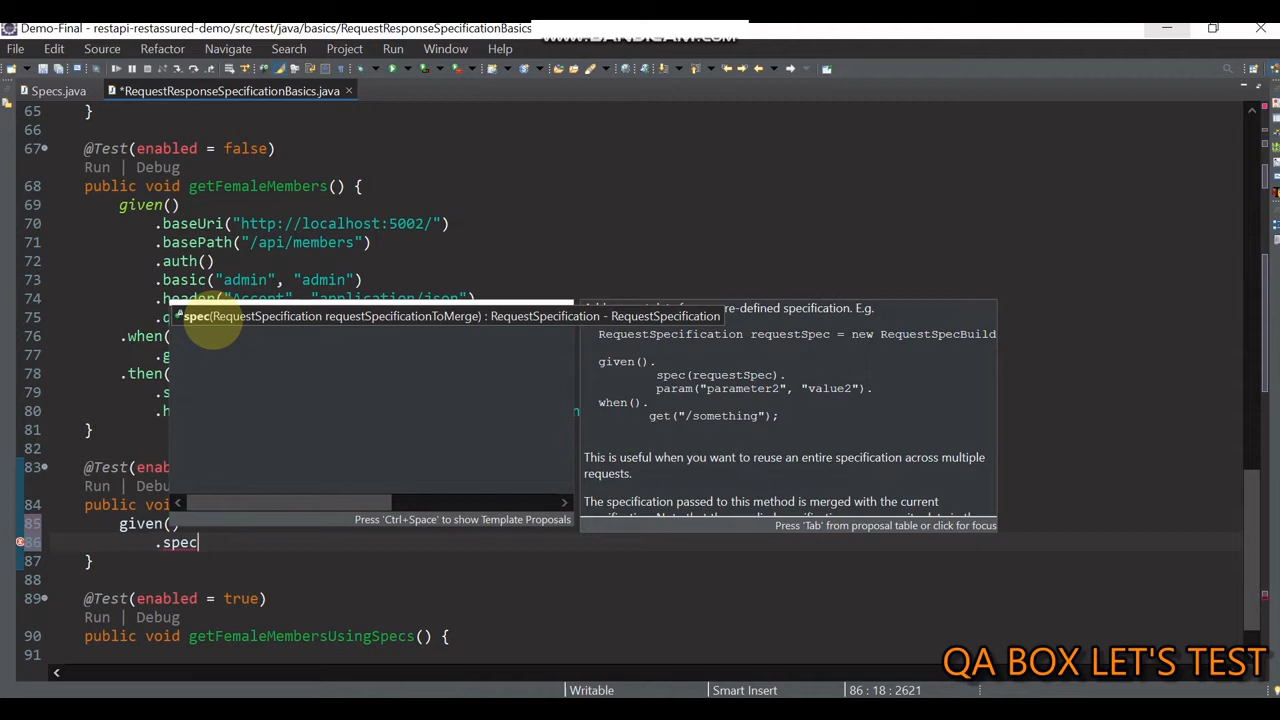 Demo-Final - restapi-restassured-demo/src/test/java/basics/RequestResponseSpecificationBasics
File Edit Source Refactor Navigate Search Project Run Window Help
Specs.java *RequestResponseSpecificationBasics.java
65 }
66
67 @Test(enabled = false)
Run | Debug
68 public void getFemaleMembers() {
69 given()
70 .baseUri("http://localhost:5002/")
71 .basePath("/api/members")
72 .auth()
73 .basic("admin", "admin")
74 .header("Accept", "application/json")
spec(RequestSpecification requestSpecificationToMerge) : RequestSpecification - RequestSpecification
re-defined specification. E.g.
RequestSpecification requestSpec = new RequestSpecBuild
given().
spec(requestSpec).
param("parameter2", "value2").
when().
get("/something");
This is useful when you want to reuse an entire specification across multiple
requests.
The specification passed to this method is merged with the current
Press 'Ctrl+Space' to show Template Proposals
Press 'Tab' from proposal table or click for focus
75
76 .when(
77 .g
78 .then(
79 .s
80 .h
81 }
82
83 @Test(enab
Run | Debu
84 public voi
85 given()
86 .spec
87 }
88
89 @Test(enabled = true)
Run | Debug
90 public void getFemaleMembersUsingSpecs() {
91
QA BOX LET'S TEST
Writable Smart Insert 86 : 18 : 2621